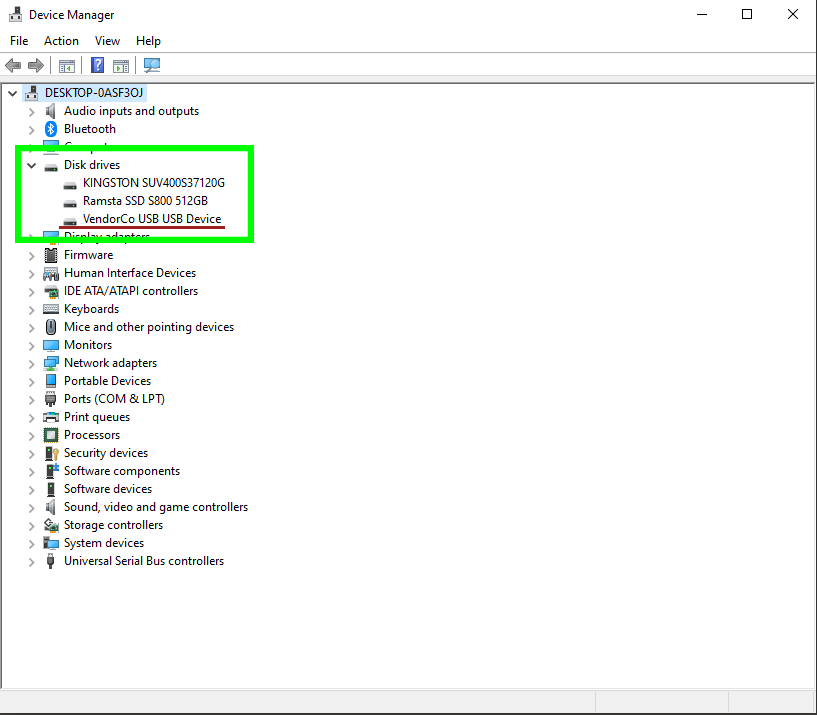 Device Manager
File Action View Help
DESKTOP-0ASF3OJ
Audio inputs and outputs
Bluetooth
Disk drives
KINGSTON SUV400S37120G
Ramsta SSD S800 512GB
VendorCo USB USB Device
Display adapters
Firmware
Human Interface Devices
IDE ATA/ATAPI controllers
Keyboards
Mice and other pointing devices
Monitors
Network adapters
Portable Devices
Ports (COM & LPT)
Print queues
Processors
Security devices
Software components
Software devices
Sound, video and game controllers
Storage controllers
System devices
Universal Serial Bus controllers